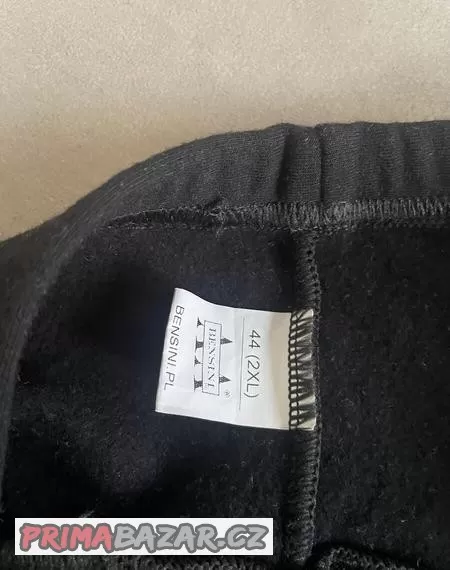 44 (2XL)
BENSINI
®
BENSINI.PL
PRIMABAZAR.CZ